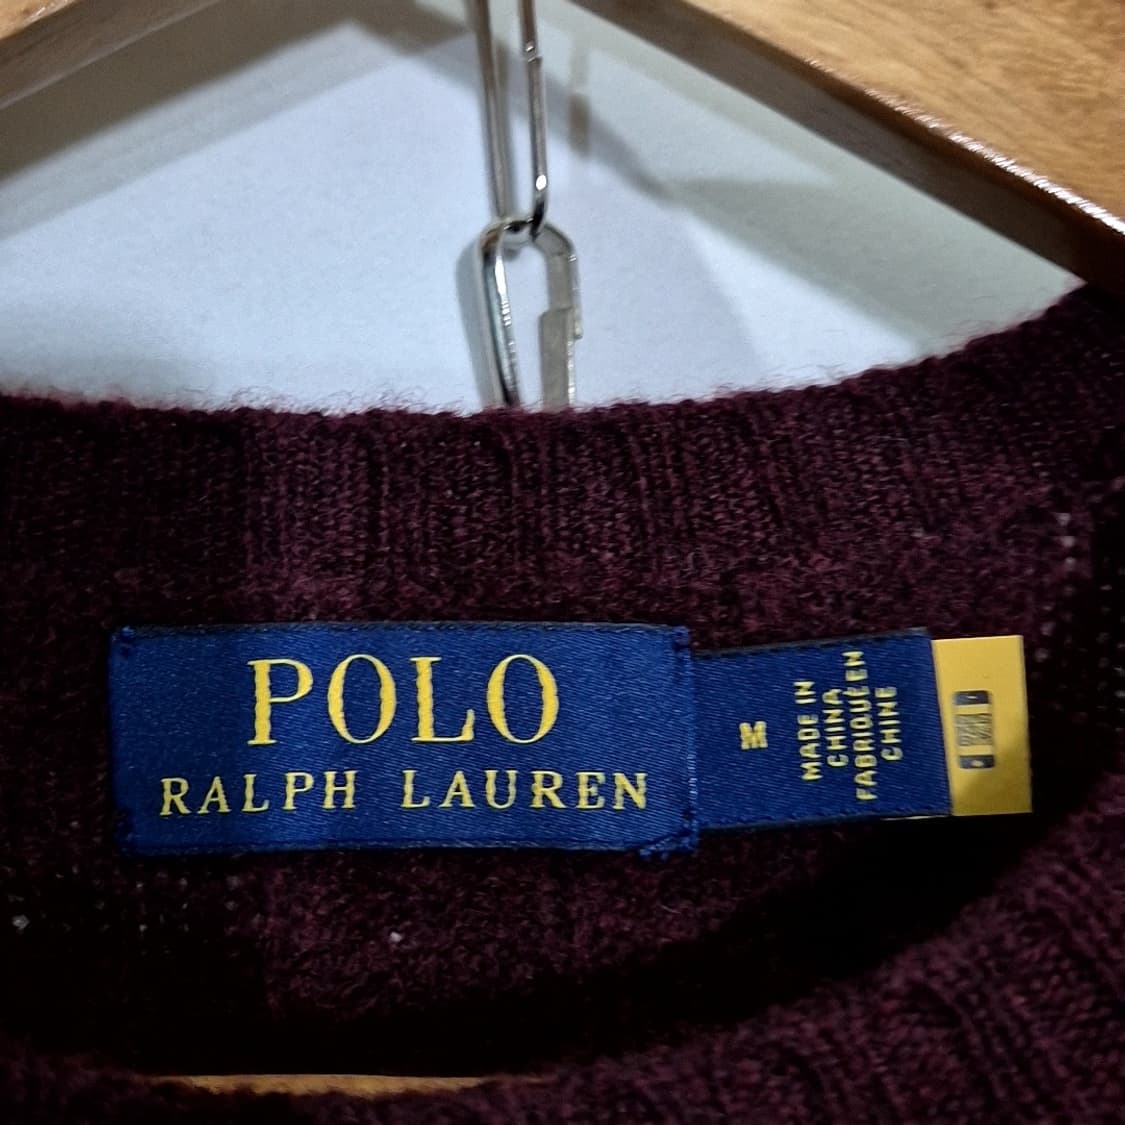 POLO
RALPH LAUREN
M
MADE IN
CHINA
FABRIQUÉ EN
CHINE